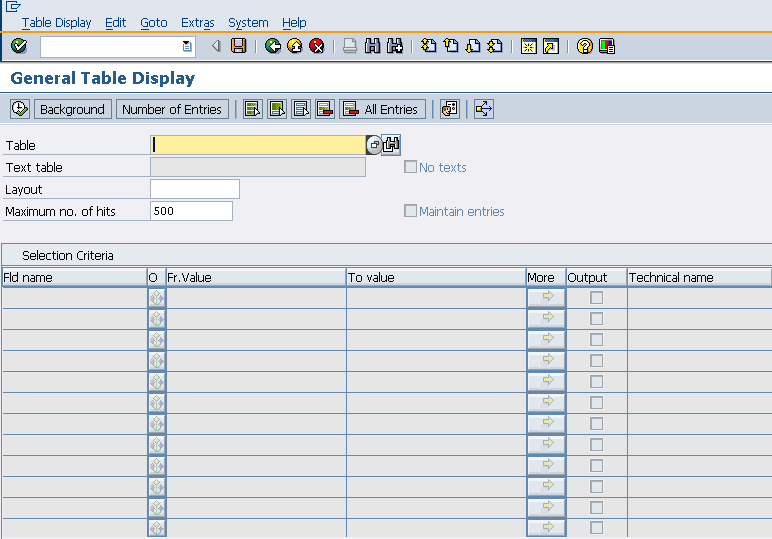 Table Display Edit Goto Extras System Help
General Table Display
Background Number of Entries All Entries
Table
Text table No texts
Layout
Maximum no. of hits 500 Maintain entries
Selection Criteria
Fld name O Fr.Value To value More Output Technical name